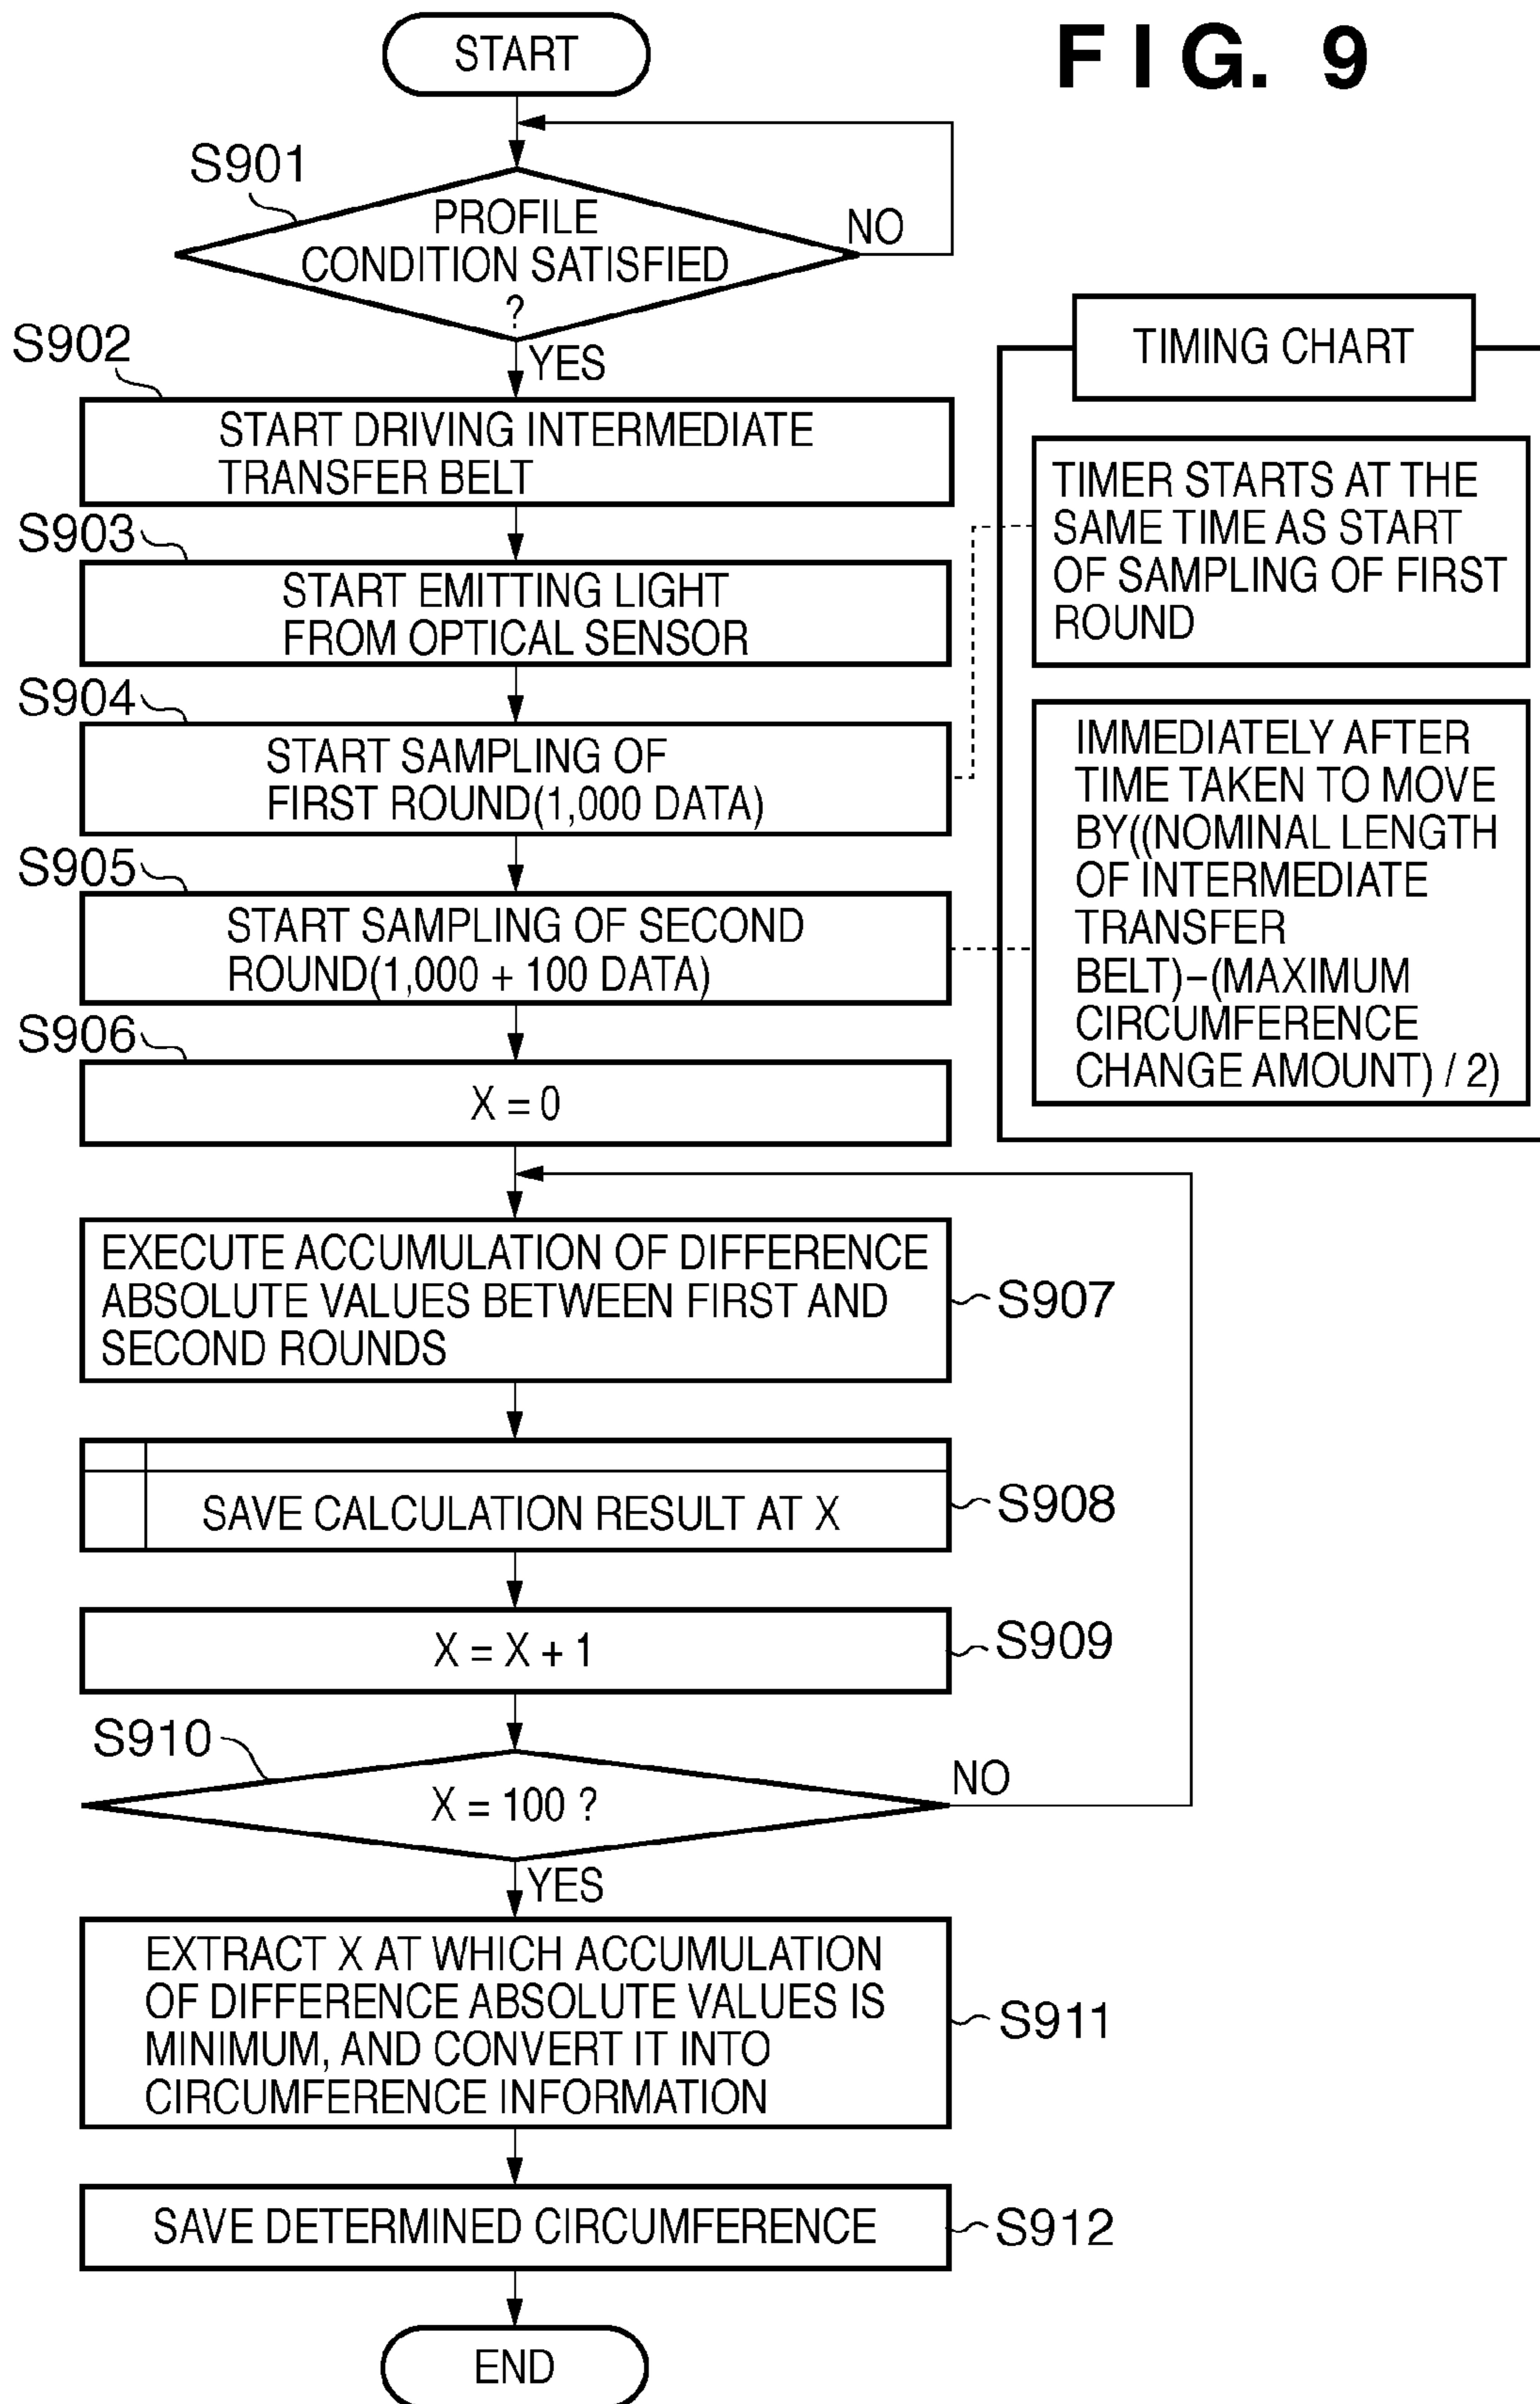 FIG. 9
START
S901
PROFILE
CONDITION SATISFIED
?
NO
YES
S902
START DRIVING INTERMEDIATE
TRANSFER BELT
S903
START EMITTING LIGHT
FROM OPTICAL SENSOR
S904
START SAMPLING OF
FIRST ROUND(1,000 DATA)
S905
START SAMPLING OF SECOND
ROUND(1,000 + 100 DATA)
S906
X = 0
TIMING CHART
TIMER STARTS AT THE
SAME TIME AS START
OF SAMPLING OF FIRST
ROUND
IMMEDIATELY AFTER
TIME TAKEN TO MOVE
BY((NOMINAL LENGTH
OF INTERMEDIATE
TRANSFER
BELT)−(MAXIMUM
CIRCUMFERENCE
CHANGE AMOUNT) / 2)
EXECUTE ACCUMULATION OF DIFFERENCE
ABSOLUTE VALUES BETWEEN FIRST AND
SECOND ROUNDS
S907
SAVE CALCULATION RESULT AT X
S908
X = X + 1
S909
S910
X = 100 ?
NO
YES
EXTRACT X AT WHICH ACCUMULATION
OF DIFFERENCE ABSOLUTE VALUES IS
MINIMUM, AND CONVERT IT INTO
CIRCUMFERENCE INFORMATION
S911
SAVE DETERMINED CIRCUMFERENCE
S912
END